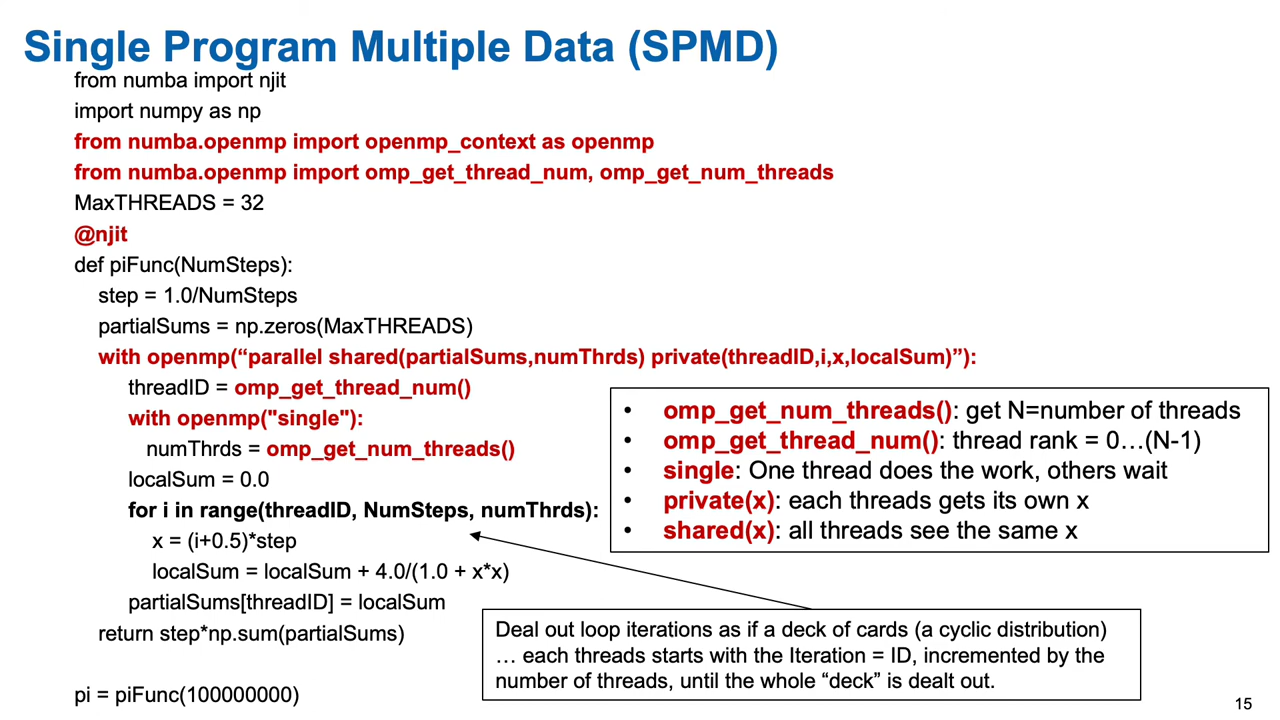 Single Program Multiple Data (SPMD)
from numba import njit
import numpy as np
from numba.openmp import openmp_context as openmp
from numba.openmp import omp_get_thread_num, omp_get_num_threads
MaxTHREADS = 32
@njit
def piFunc(NumSteps):
step = 1.0/NumSteps
partialSums = np.zeros(MaxTHREADS)
with openmp(“parallel shared(partialSums,numThrds) private(threadID,i,x,localSum)”):
threadID = omp_get_thread_num()
with openmp("single"):
numThrds = omp_get_num_threads()
localSum = 0.0
for i in range(threadID, NumSteps, numThrds):
x = (i+0.5)*step
localSum = localSum + 4.0/(1.0 + x*x)
partialSums[threadID] = localSum
return step*np.sum(partialSums)
pi = piFunc(100000000)
• omp_get_num_threads(): get N=number of threads
• omp_get_thread_num(): thread rank = 0…(N-1)
• single: One thread does the work, others wait
• private(x): each threads gets its own x
• shared(x): all threads see the same x
Deal out loop iterations as if a deck of cards (a cyclic distribution)
… each threads starts with the Iteration = ID, incremented by the
number of threads, until the whole “deck” is dealt out.
15